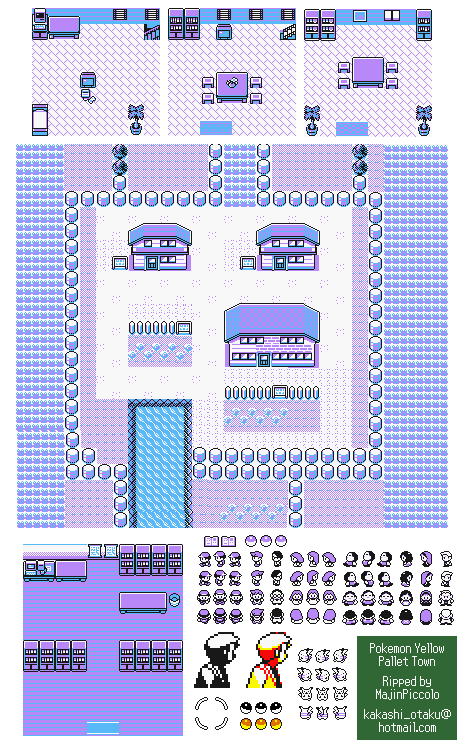 Pokemon Yellow
Pallet Town
Ripped by
MajinPiccolo
kakashi_otaku@
hotmail.com